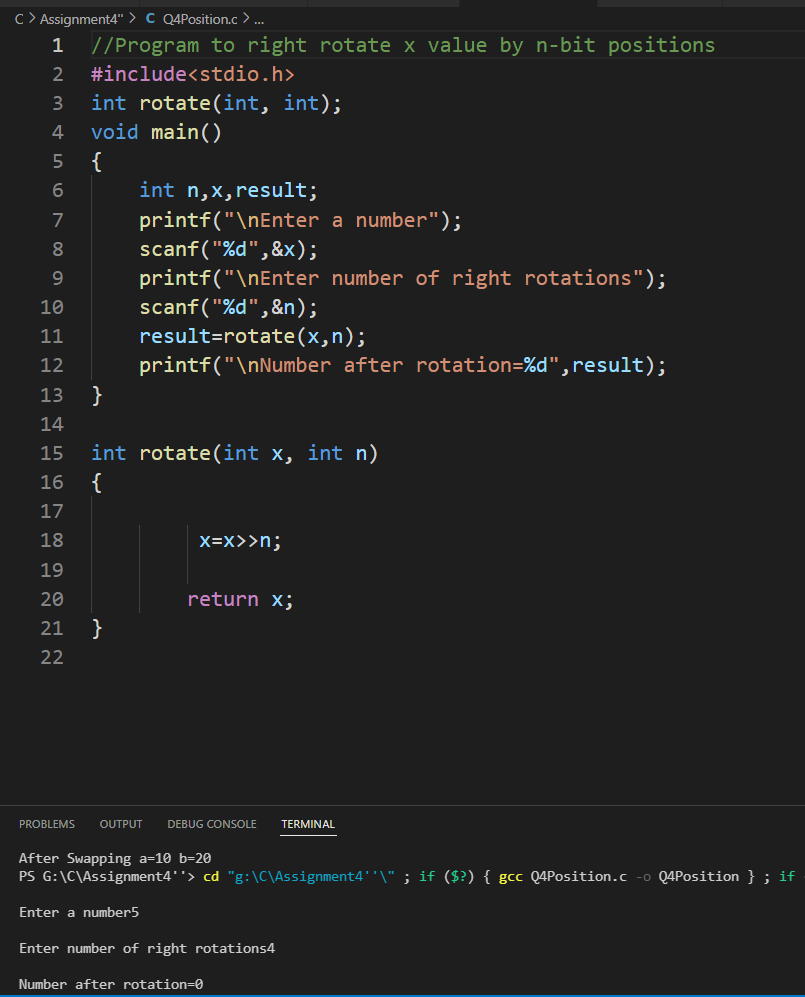 C > Assignment4'' > C Q4Position.c > ...
1 //Program to right rotate x value by n-bit positions
2 #include<stdio.h>
3 int rotate(int, int);
4 void main()
5 {
6     int n,x,result;
7     printf("\nEnter a number");
8     scanf("%d",&x);
9     printf("\nEnter number of right rotations");
10     scanf("%d",&n);
11     result=rotate(x,n);
12     printf("\nNumber after rotation=%d",result);
13 }
14
15 int rotate(int x, int n)
16 {
17
18          x=x>>n;
19
20         return x;
21 }
22
PROBLEMS OUTPUT DEBUG CONSOLE TERMINAL
After Swapping a=10 b=20
PS G:\C\Assignment4''> cd "g:\C\Assignment4''\" ; if ($?) { gcc Q4Position.c -o Q4Position } ; if
Enter a number5
Enter number of right rotations4
Number after rotation=0